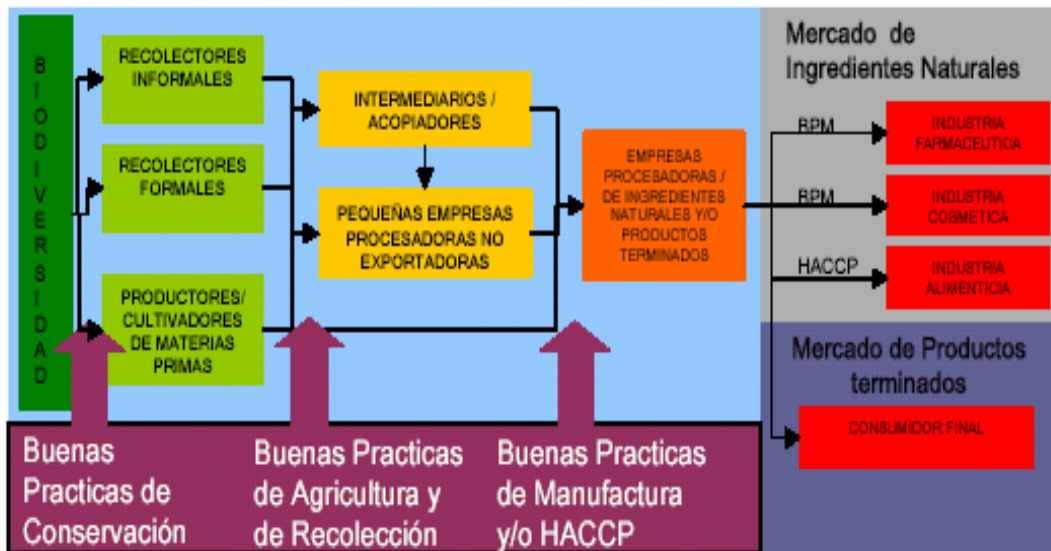 BIODIVERSIDAD
RECOLECTORES
INFORMALES
RECOLECTORES
FORMALES
PRODUCTORES/
CULTIVADORES
DE MATERIAS
PRIMAS
INTERMEDIARIOS /
ACOPIADORES
PEQUEÑAS EMPRESAS
PROCESADORAS NO
EXPORTADORAS
EMPRESAS
PROCESADORAS /
DE INGREDIENTES
NATURALES Y/O
PRODUCTOS
TERMINADOS
Mercado de
Ingredientes Naturales
BPM
INDUSTRIA
FARMACEUTICA
BPM
INDUSTRIA
COSMETICA
HACCP
INDUSTRIA
ALIMENTICIA
Mercado de Productos
terminados
CONSUMIDOR FINAL
Buenas
Practicas de
Conservación
Buenas Practicas
de Agricultura y
de Recolección
Buenas Practicas
de Manufactura
y/o HACCP